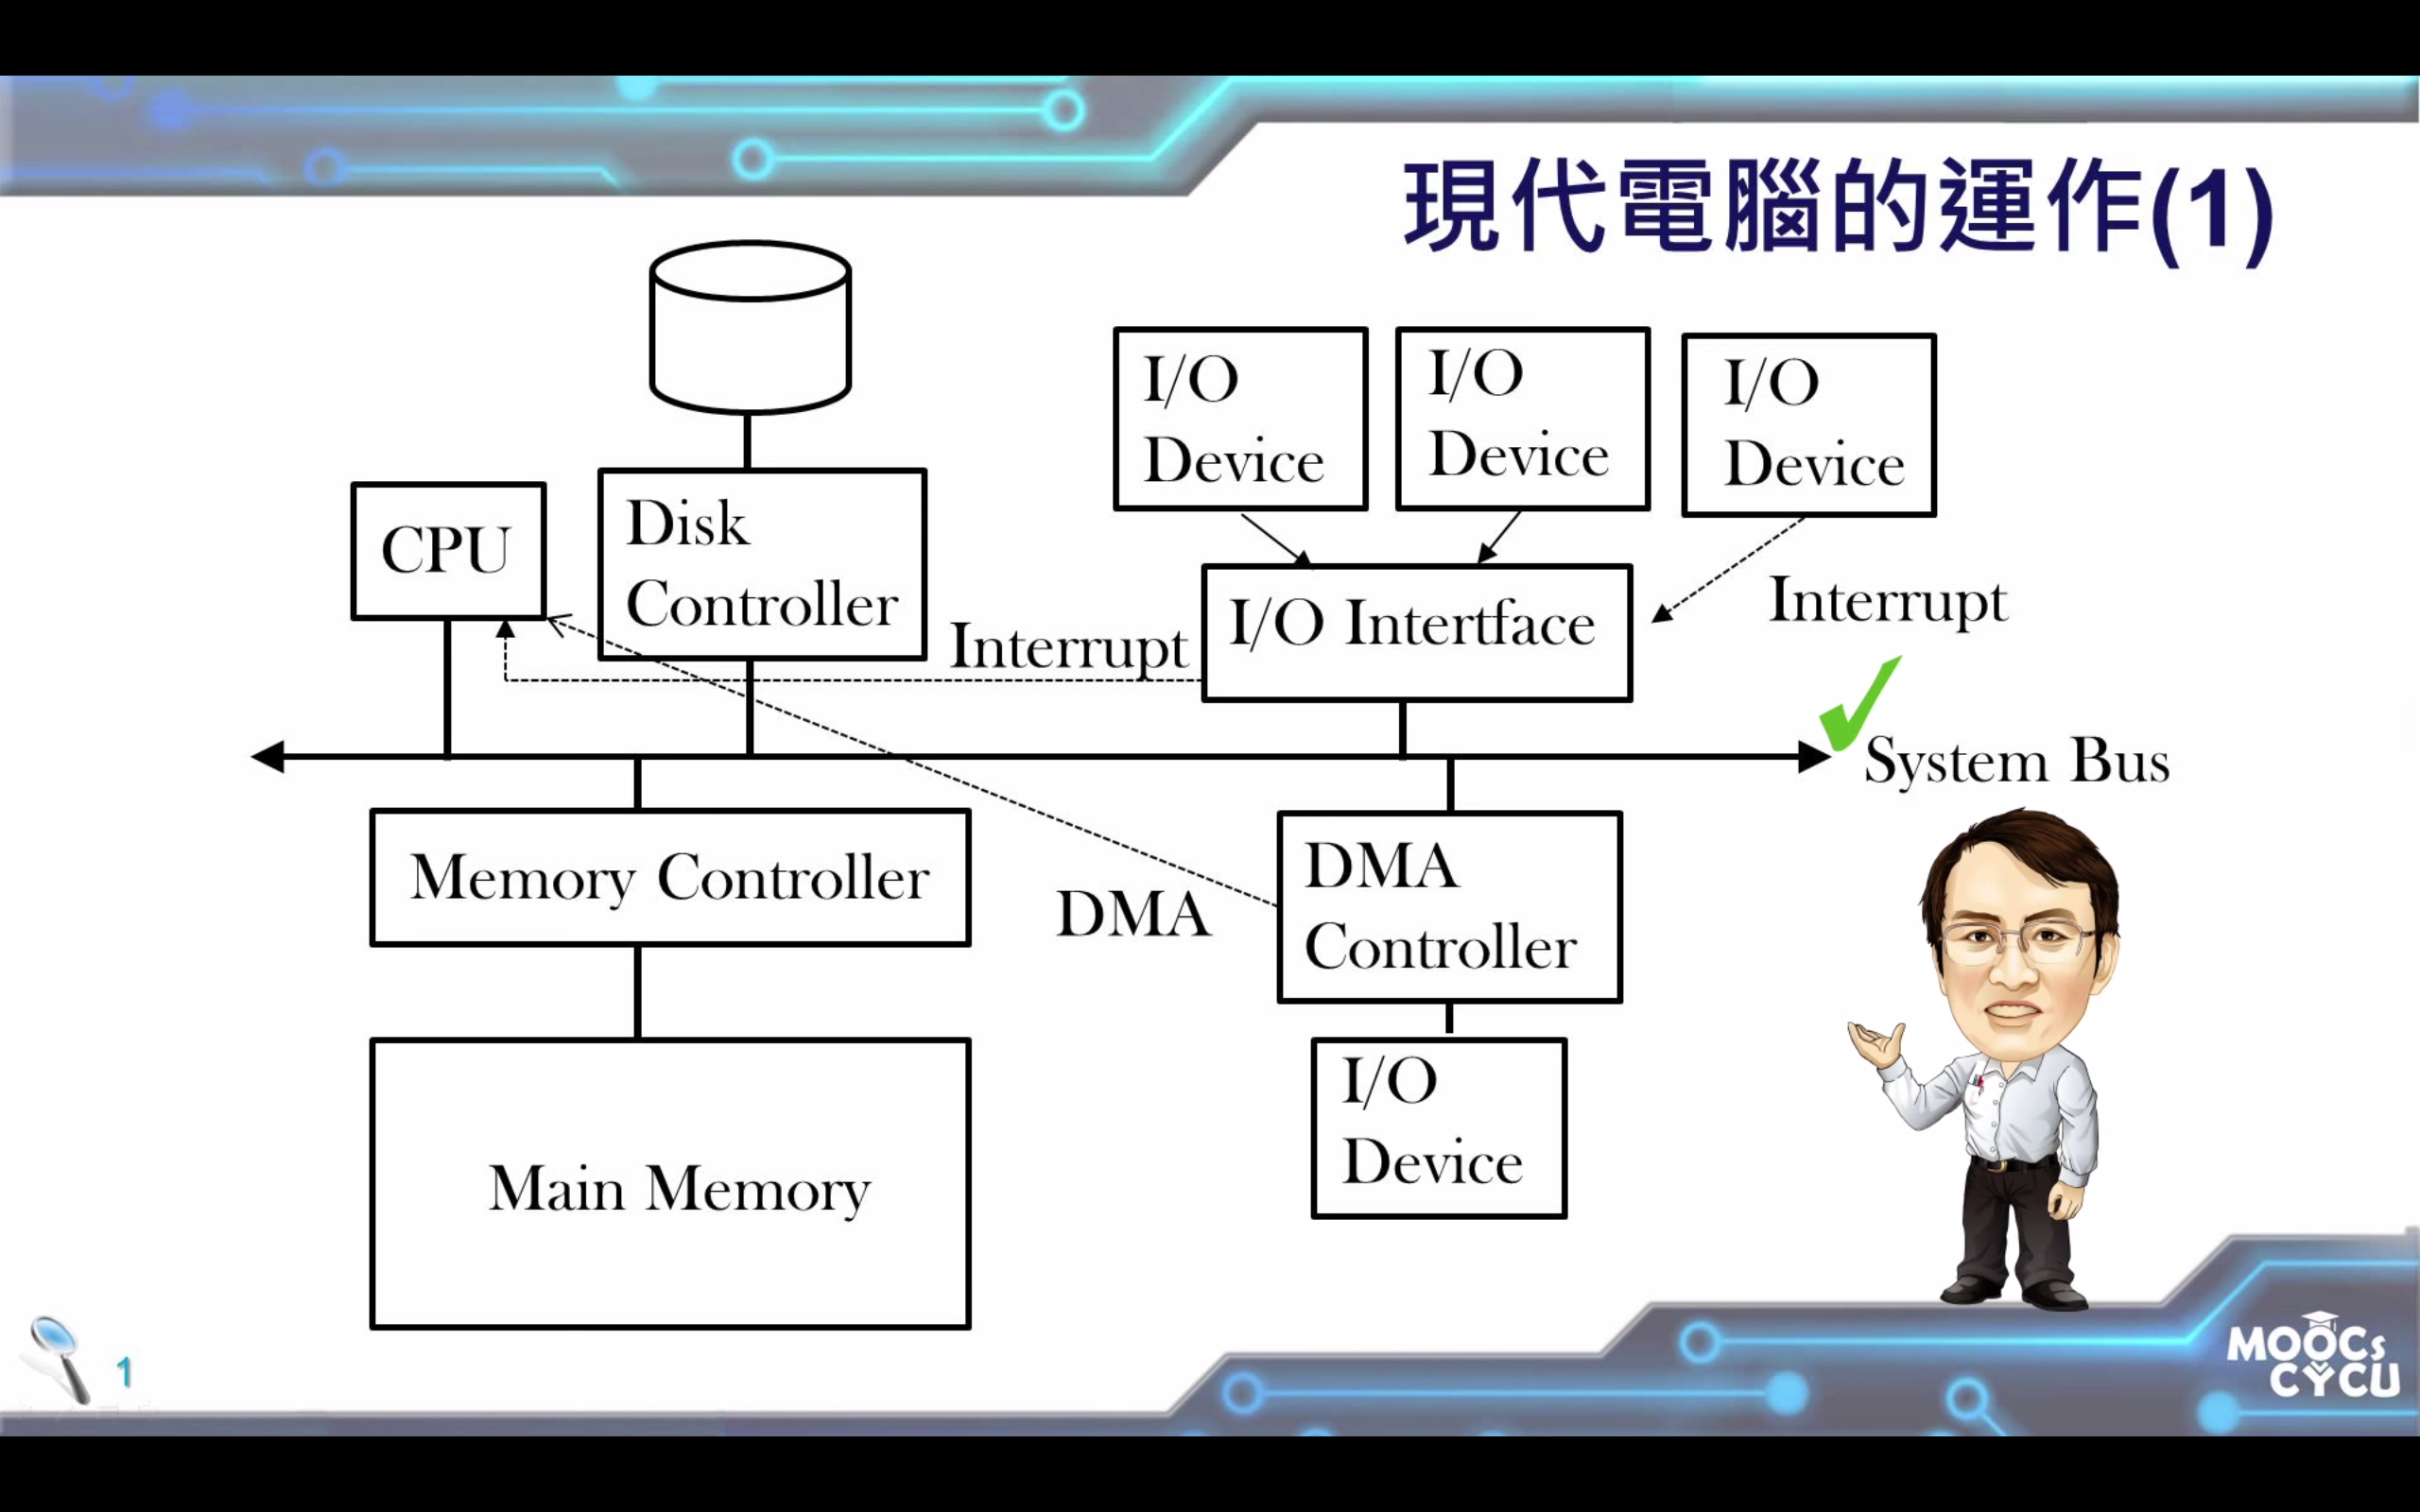 現代電腦的運作(1)
I/O
Device
I/O
Device
I/O
Device
CPU
Disk
Controller
Interrupt
I/O Intertface
Interrupt
System Bus
Memory Controller
DMA
DMA
Controller
Main Memory
I/O
Device
1
MOOCs
CYCU